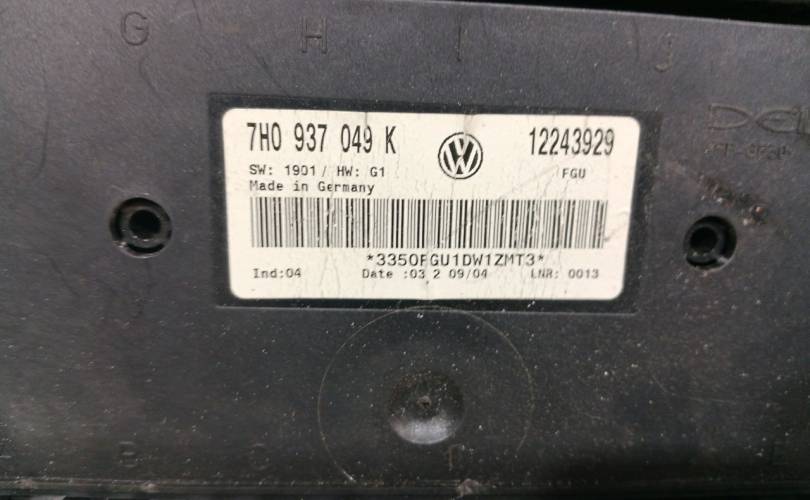 G H I J
7H0 937 049 K
12243929
SW: 1901 / HW: G1
FGU
Made in Germany
*3350FGU1DW1ZMT3*
Ind:04 Date :03 2 09/04 LNR: 0013
B C D E